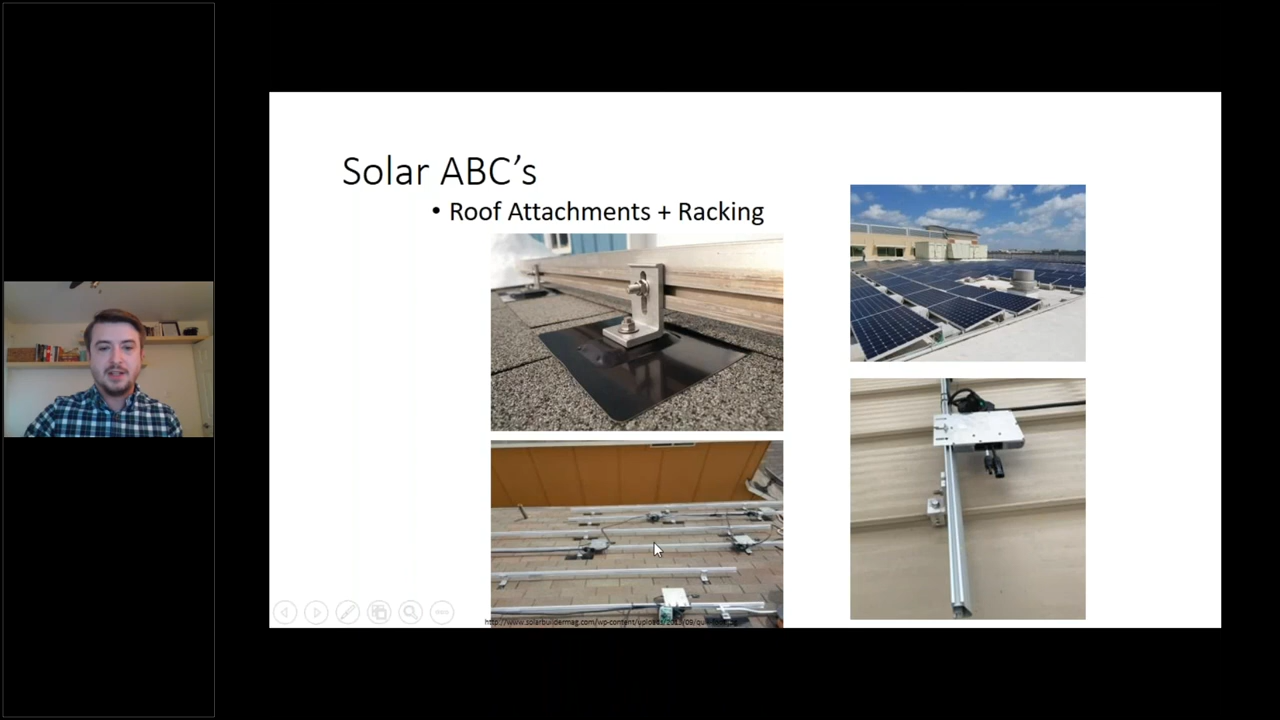 Solar ABC’s
• Roof Attachments + Racking